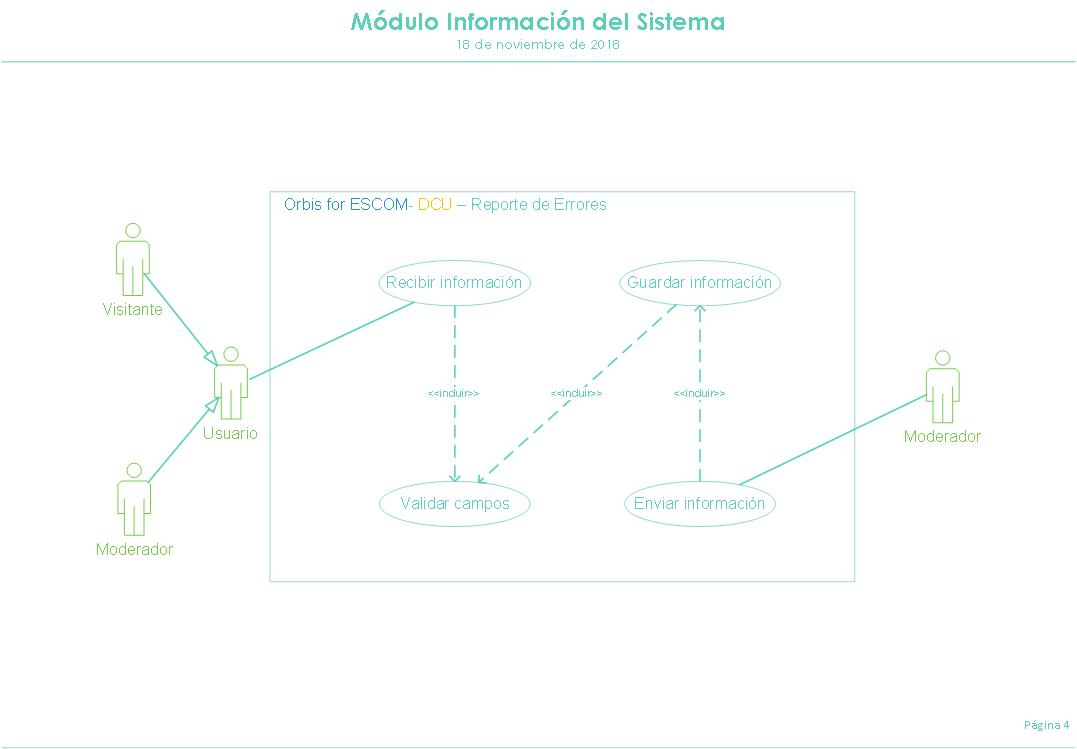 Módulo Información del Sistema
18 de noviembre de 2018
Orbis for ESCOM- DCU – Reporte de Errores
Recibir información
Guardar información
Visitante
<<incluir>>
<<incluir>>
<<incluir>>
Usuario
Moderador
Validar campos
Enviar información
Moderador
Página 4